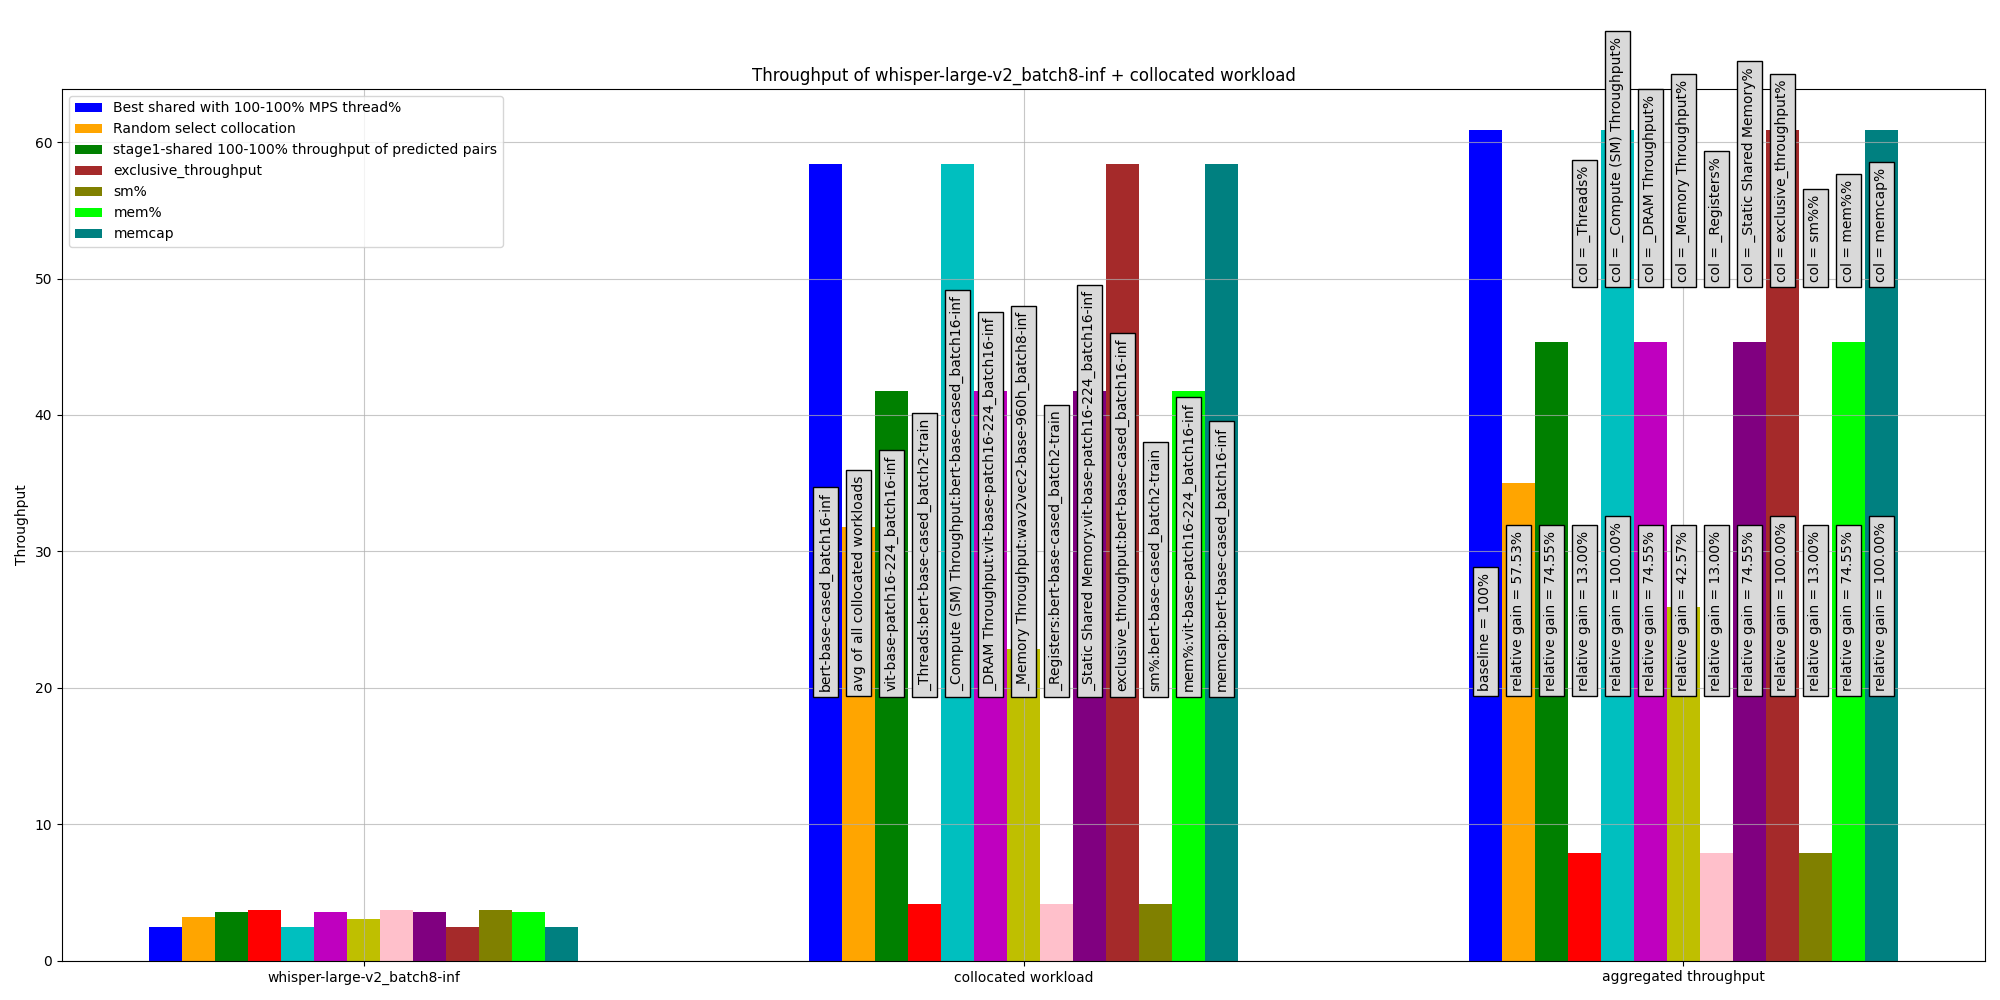 Throughput of whisper-large-v2_batch8-inf + collocated workload
Best shared with 100-100% MPS thread%
Random select collocation
stage1-shared 100-100% throughput of predicted pairs
exclusive_throughput
sm%
mem%
memcap
Throughput
60
50
40
30
20
10
0
bert-base-cased_batch16-inf
avg of all collocated workloads
vit-base-patch16-224_batch16-inf
_Threads:bert-base-cased_batch2-train
_Compute (SM) Throughput:bert-base-cased_batch16-inf
_DRAM Throughput:vit-base-patch16-224_batch16-inf
_Memory Throughput:wav2vec2-base-960h_batch8-inf
_Registers:bert-base-cased_batch2-train
_Static Shared Memory:vit-base-patch16-224_batch16-inf
exclusive_throughput:bert-base-cased_batch16-inf
sm%:bert-base-cased_batch2-train
mem%:vit-base-patch16-224_batch16-inf
memcap:bert-base-cased_batch16-inf
col = _Threads%
col = _Compute (SM) Throughput%
col = _DRAM Throughput%
col = _Memory Throughput%
col = _Registers%
col = _Static Shared Memory%
col = exclusive_throughput%
col = sm%%
col = mem%%
col = memcap%
baseline = 100%
relative gain = 57.53%
relative gain = 74.55%
relative gain = 13.00%
relative gain = 100.00%
relative gain = 74.55%
relative gain = 42.57%
relative gain = 13.00%
relative gain = 74.55%
relative gain = 100.00%
relative gain = 13.00%
relative gain = 74.55%
relative gain = 100.00%
whisper-large-v2_batch8-inf
collocated workload
aggregated throughput